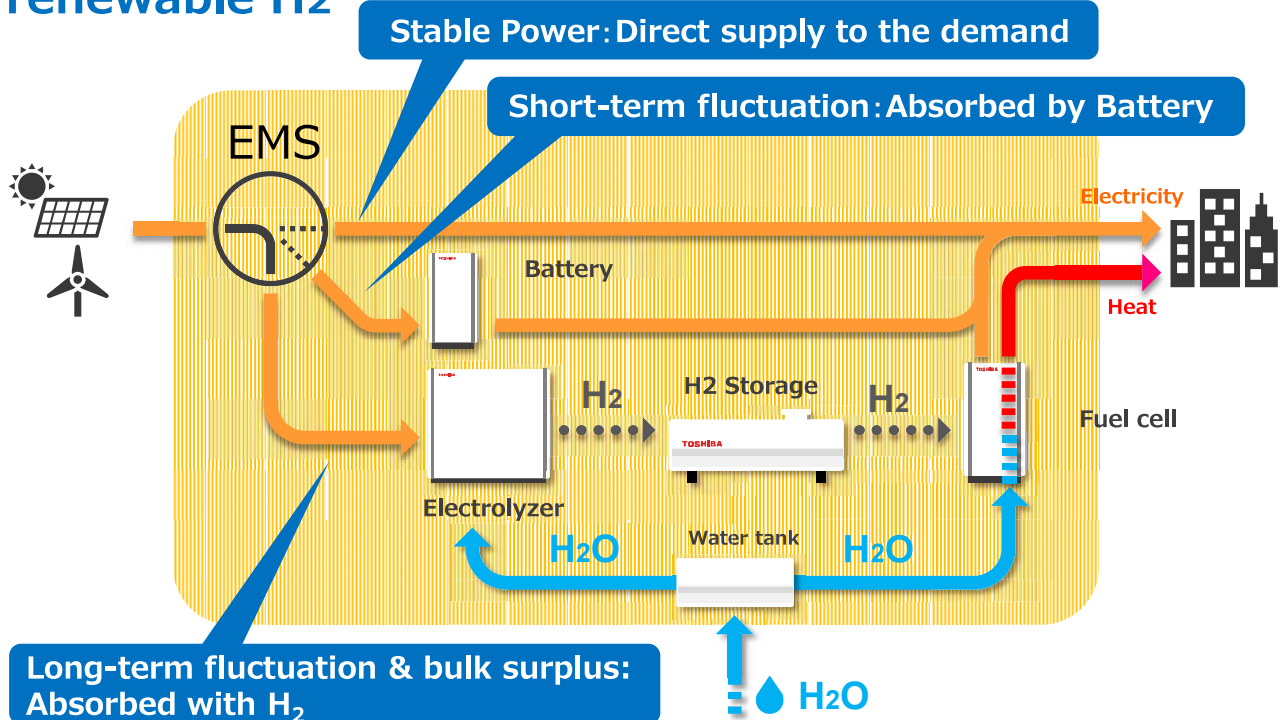 renewable H2
Stable Power:Direct supply to the demand
Short-term fluctuation:Absorbed by Battery
EMS
Electricity
TOSHIBA
Battery
Heat
TOSHIBA
H2
H2 Storage
H2
TOSHIBA
Fuel cell
TOSHIBA
Electrolyzer
Water tank
H2O
H2O
Long-term fluctuation & bulk surplus:
Absorbed with H2
H2O